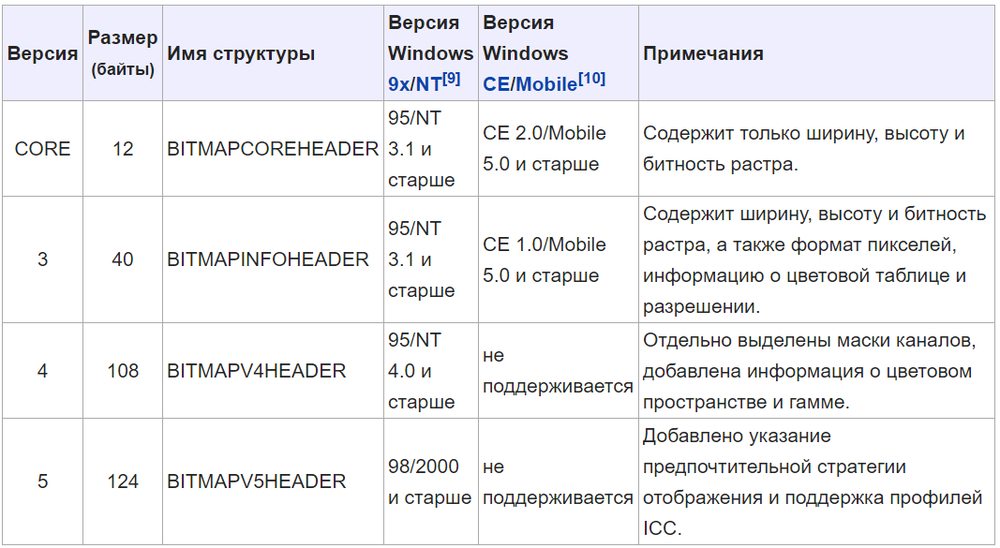 Версия
Размер
(байты)
Имя структуры
Версия
Windows
9x/NT[9]
Версия
Windows
CE/Mobile[10]
Примечания
CORE
12
BITMAPCOREHEADER
95/NT
3.1 и
старше
CE 2.0/Mobile
5.0 и старше
Содержит только ширину, высоту и
битность растра.
3
40
BITMAPINFOHEADER
95/NT
3.1 и
старше
CE 1.0/Mobile
5.0 и старше
Содержит ширину, высоту и битность
растра, а также формат пикселей,
информацию о цветовой таблице и
разрешении.
4
108
BITMAPV4HEADER
95/NT
4.0 и
старше
не
поддерживается
Отдельно выделены маски каналов,
добавлена информация о цветовом
пространстве и гамме.
5
124
BITMAPV5HEADER
98/2000
и старше
не
поддерживается
Добавлено указание
предпочтительной стратегии
отображения и поддержка профилей
ICC.